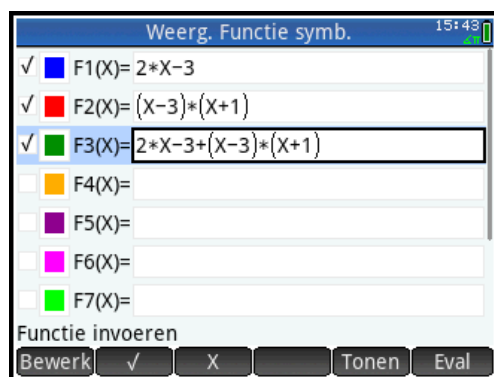 Weerg. Functie symb. 15:43
∡π
√ F1(X)= 2*X−3
√ F2(X)= (X−3)*(X+1)
√ F3(X)= 2*X−3+(X−3)*(X+1)
F4(X)=
F5(X)=
F6(X)=
F7(X)=
Functie invoeren
Bewerk √ X Tonen Eval